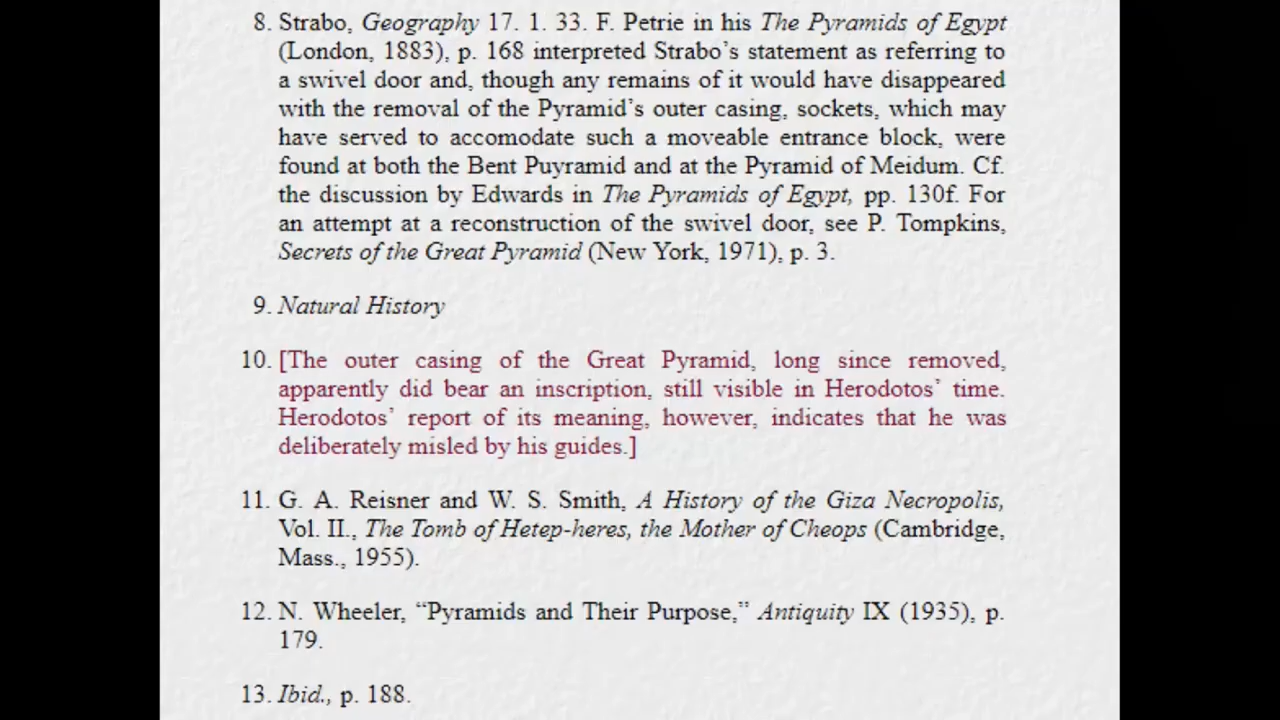 8. Strabo, Geography 17. 1. 33. F. Petrie in his The Pyramids of Egypt
(London, 1883), p. 168 interpreted Strabo's statement as referring to
a swivel door and, though any remains of it would have disappeared
with the removal of the Pyramid's outer casing, sockets, which may
have served to accomodate such a moveable entrance block, were
found at both the Bent Puyramid and at the Pyramid of Meidum. Cf.
the discussion by Edwards in The Pyramids of Egypt, pp. 130f. For
an attempt at a reconstruction of the swivel door, see P. Tompkins,
Secrets of the Great Pyramid (New York, 1971), p. 3.
9. Natural History
10. [The outer casing of the Great Pyramid, long since removed,
apparently did bear an inscription, still visible in Herodotos' time.
Herodotos' report of its meaning, however, indicates that he was
deliberately misled by his guides.]
11. G. A. Reisner and W. S. Smith, A History of the Giza Necropolis,
Vol. II., The Tomb of Hetep-heres, the Mother of Cheops (Cambridge,
Mass., 1955).
12. N. Wheeler, “Pyramids and Their Purpose,” Antiquity IX (1935), p.
179.
13. Ibid., p. 188.